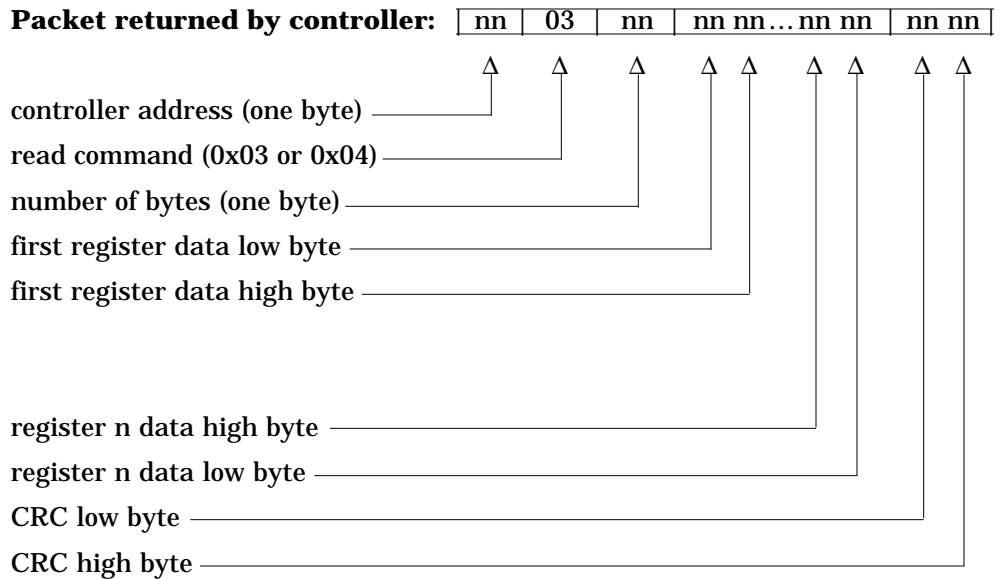 Packet returned by controller: nn 03 nn nn nn...nn nn nn nn
Δ Δ Δ Δ Δ Δ Δ Δ Δ
controller address (one byte)
read command (0x03 or 0x04)
number of bytes (one byte)
first register data low byte
first register data high byte
register n data high byte
register n data low byte
CRC low byte
CRC high byte